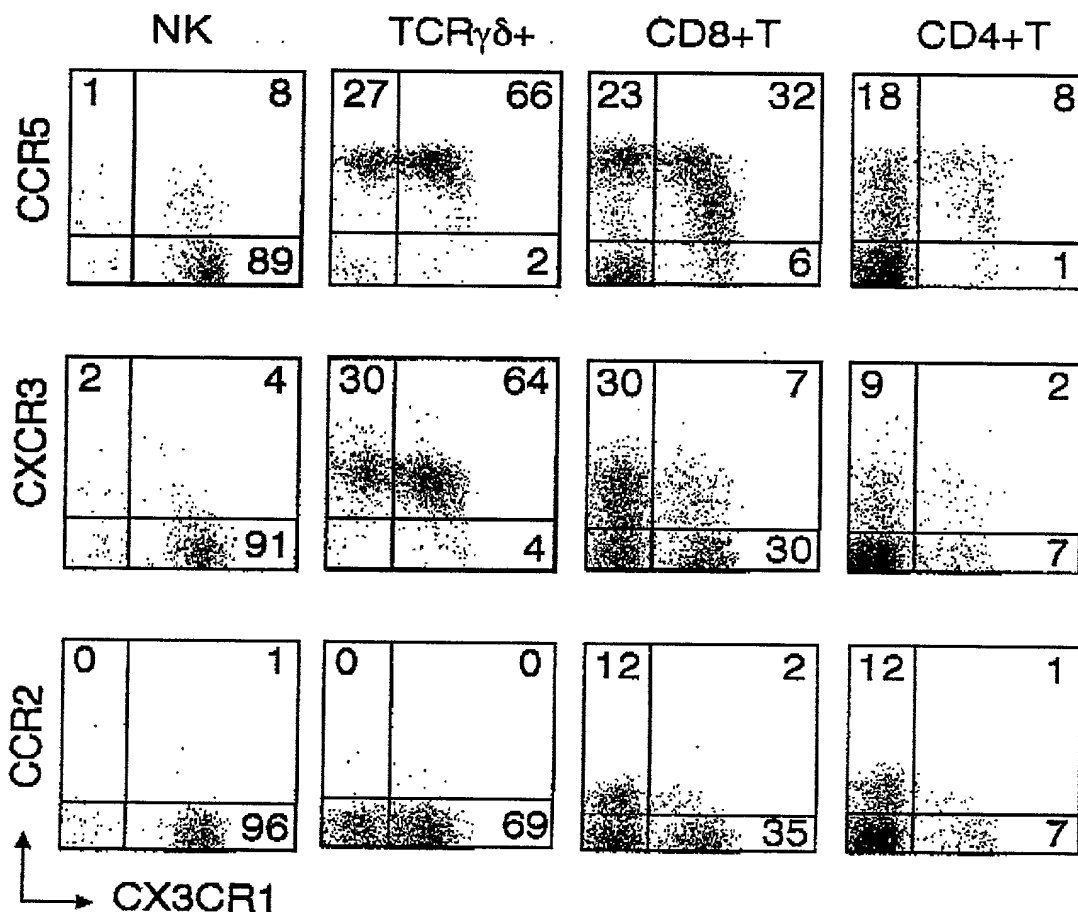 NK TCRγδ+ CD8+T CD4+T
CCR5
1 8 27 66 23 32 18 8
89 2 6 1
CXCR3
2 4 30 64 30 7 9 2
91 4 30 7
CCR2
0 1 0 0 12 2 12 1
96 69 35 7
CX3CR1